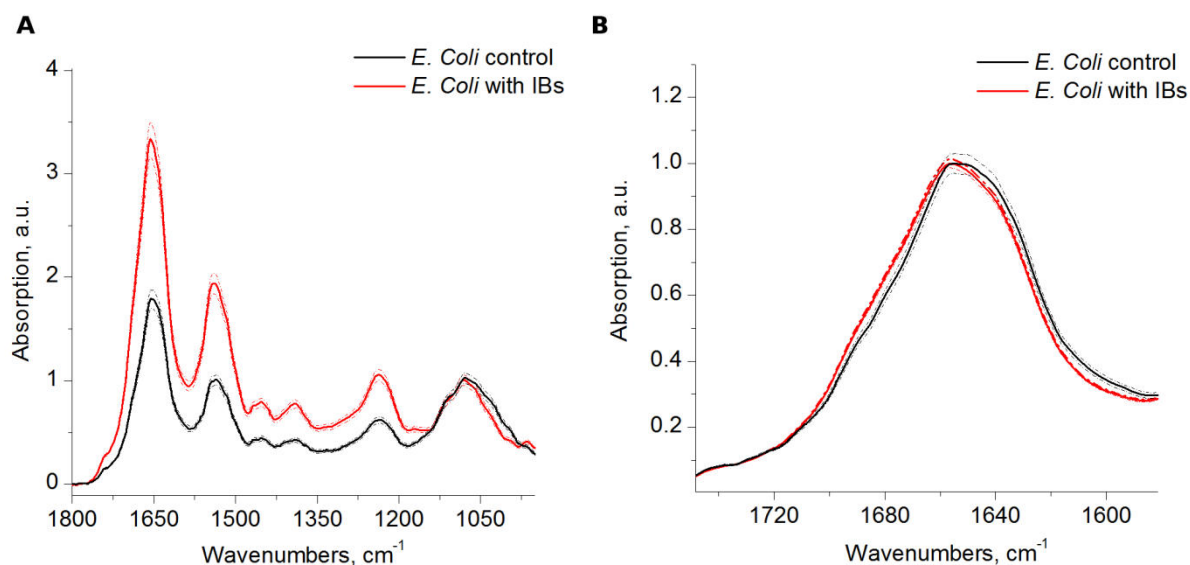 A
E. Coli control
E. Coli with IBs
4
3
2
1
0
Absorption, a.u.
1800 1650 1500 1350 1200 1050
Wavenumbers, cm⁻¹
B
E. Coli control
E. Coli with IBs
1.2
1.0
0.8
0.6
0.4
0.2
Absorption, a.u.
1720 1680 1640 1600
Wavenumbers, cm⁻¹